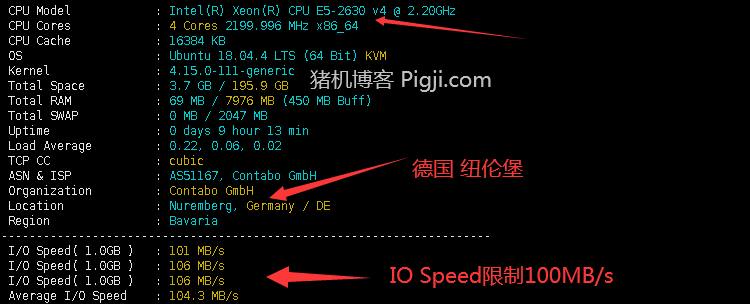 CPU Model : Intel(R) Xeon(R) CPU E5-2630 v4 @ 2.20GHz
CPU Cores : 4 Cores 2199.996 MHz x86_64
CPU Cache : 16384 KB
OS : Ubuntu 18.04.4 LTS (64 Bit) KVM
Kernel : 4.15.0-111-generic
Total Space : 3.7 GB / 195.9 GB
猪机博客 Pigji.com
Total RAM : 69 MB / 7976 MB (450 MB Buff)
Total SWAP : 0 MB / 2047 MB
Uptime : 0 days 9 hour 13 min
Load Average : 0.22, 0.06, 0.02
TCP CC : cubic
ASN & ISP : AS51167, Contabo GmbH
德国 纽伦堡
Organization : Contabo GmbH
Location : Nuremberg, Germany / DE
Region : Bavaria
----------------------------------------------------------------------
I/O Speed( 1.0GB ) : 101 MB/s
I/O Speed( 1.0GB ) : 106 MB/s
I/O Speed( 1.0GB ) : 106 MB/s
IO Speed限制100MB/s
Average I/O Speed : 104.3 MB/s